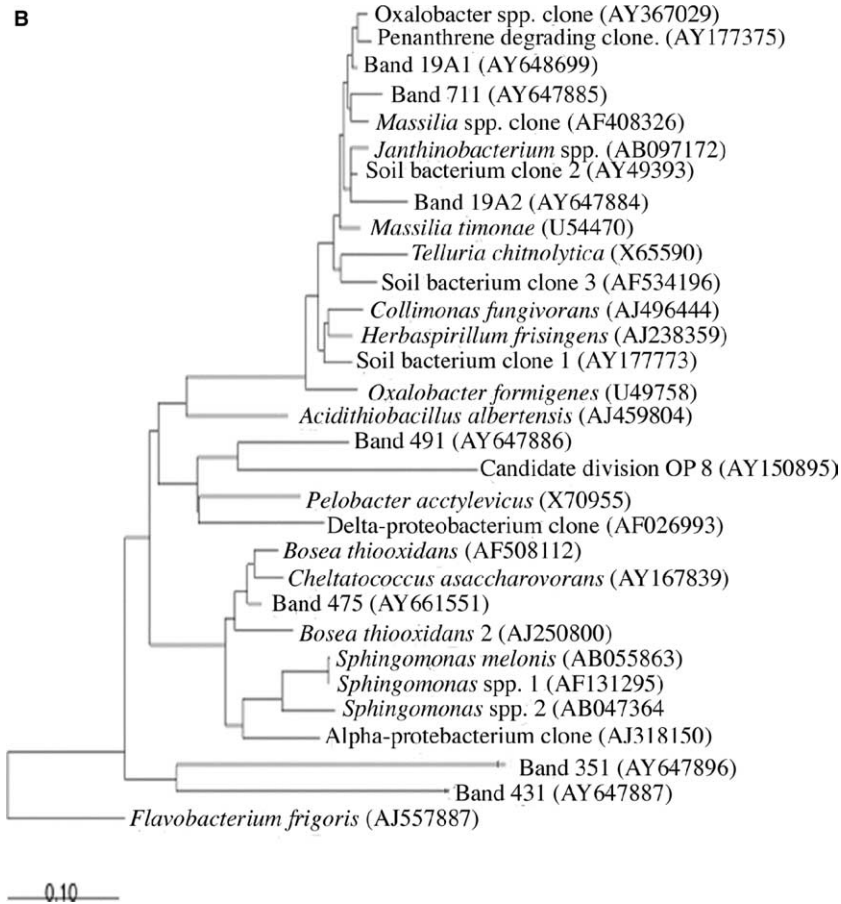 B
Oxalobacter spp. clone (AY367029)
Penanthrene degrading clone. (AY177375)
Band 19A1 (AY648699)
Band 711 (AY647885)
Massilia spp. clone (AF408326)
Janthinobacterium spp. (AB097172)
Soil bacterium clone 2 (AY49393)
Band 19A2 (AY647884)
Massilia timonae (U54470)
Telluria chitnolytica (X65590)
Soil bacterium clone 3 (AF534196)
Collimonas fungivorans (AJ496444)
Herbaspirillum frisingens (AJ238359)
Soil bacterium clone 1 (AY177773)
Oxalobacter formigenes (U49758)
Acidithiobacillus albertensis (AJ459804)
Band 491 (AY647886)
Candidate division OP 8 (AY150895)
Pelobacter acctylevicus (X70955)
Delta-proteobacterium clone (AF026993)
Bosea thiooxidans (AF508112)
Cheltatococcus asaccharovorans (AY167839)
Band 475 (AY661551)
Bosea thiooxidans 2 (AJ250800)
Sphingomonas melonis (AB055863)
Sphingomonas spp. 1 (AF131295)
Sphingomonas spp. 2 (AB047364
Alpha-protebacterium clone (AJ318150)
Band 351 (AY647896)
Band 431 (AY647887)
Flavobacterium frigoris (AJ557887)
0.10